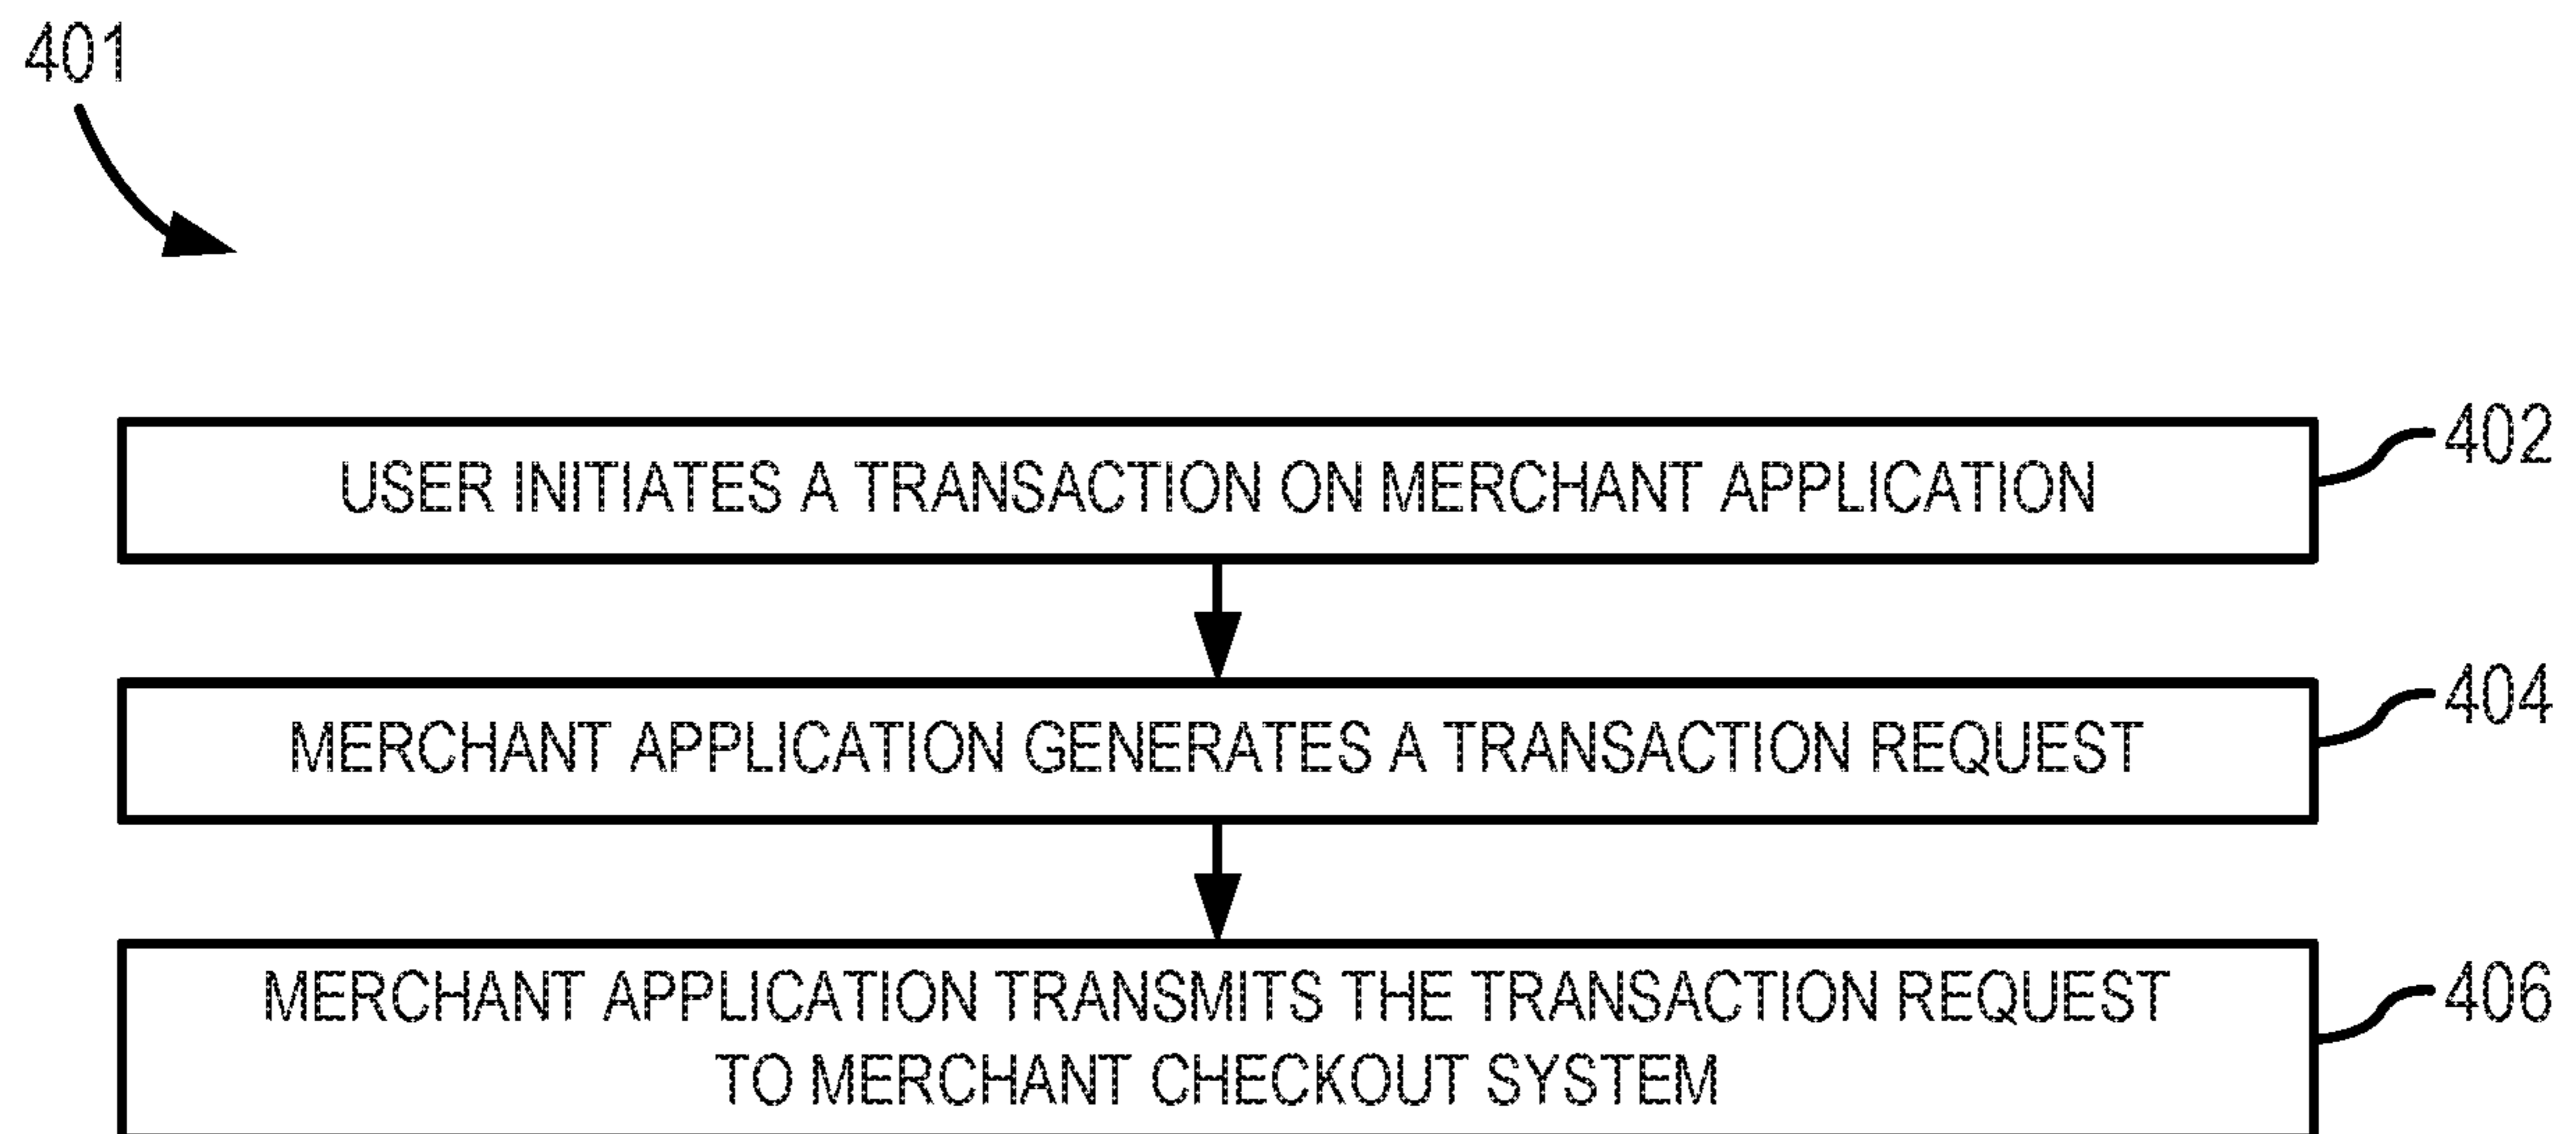 401
USER INITIATES A TRANSACTION ON MERCHANT APPLICATION
402
MERCHANT APPLICATION GENERATES A TRANSACTION REQUEST
404
MERCHANT APPLICATION TRANSMITS THE TRANSACTION REQUEST
TO MERCHANT CHECKOUT SYSTEM
406